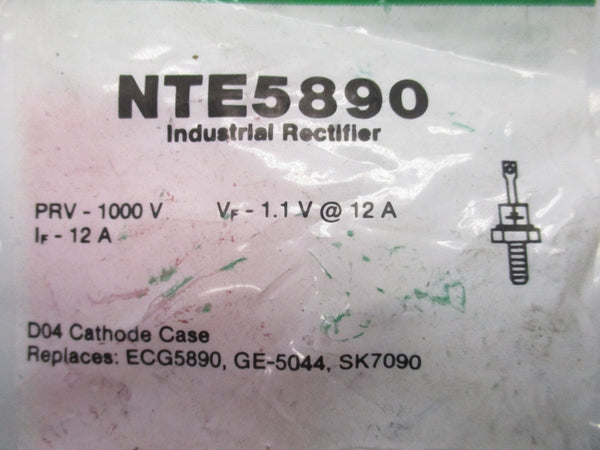 NTE5890
Industrial Rectifier
PRV - 1000 V VF - 1.1 V @ 12 A
IF - 12 A
D04 Cathode Case
Replaces: ECG5890, GE-5044, SK7090